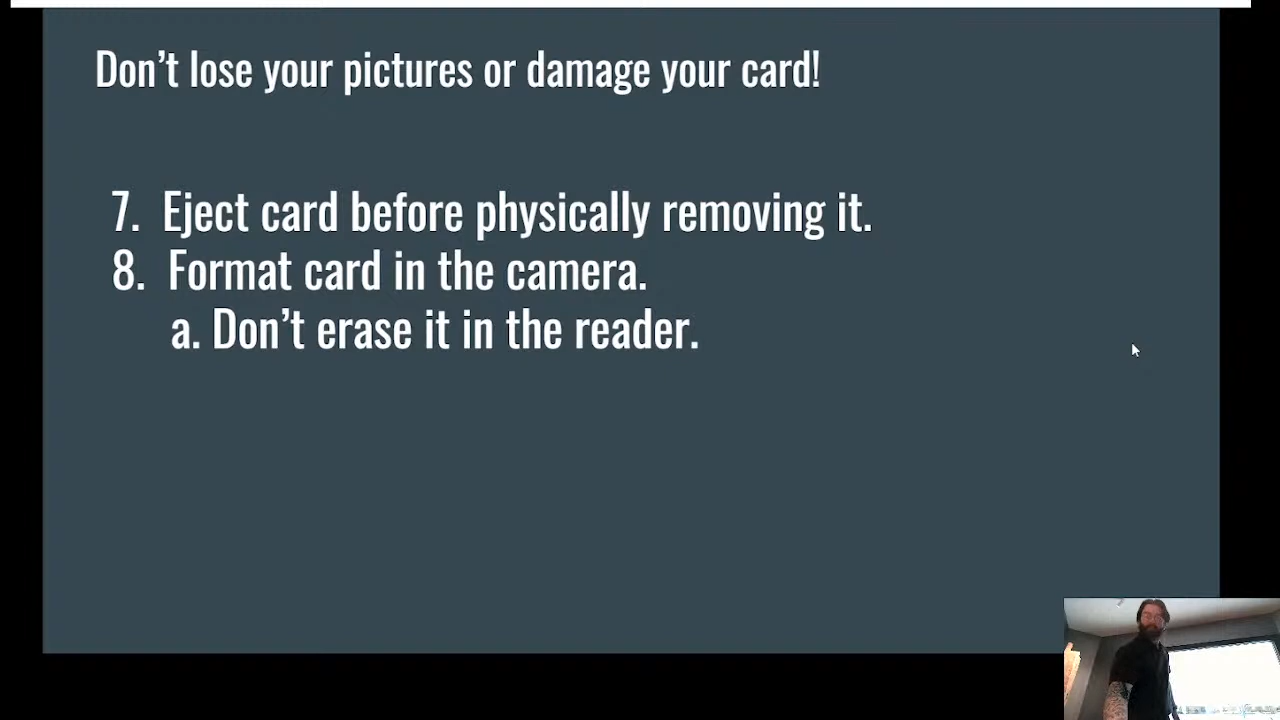 Don’t lose your pictures or damage your card!
7. Eject card before physically removing it.
8. Format card in the camera.
a. Don’t erase it in the reader.